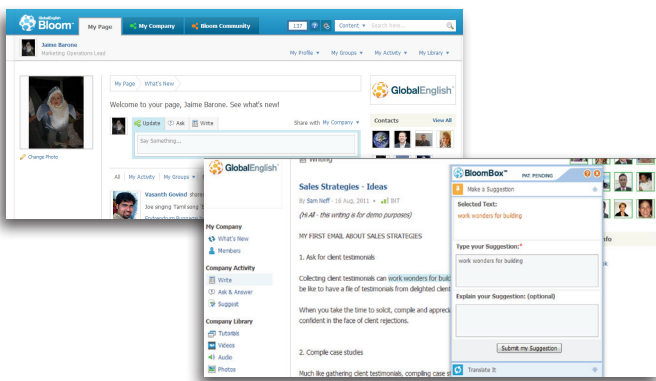 GlobalEnglish
Bloom™
My Page
My Company
Bloom Community
137
?
Content
Search here...
Jaime Barone
Marketing Operations Lead
My Profile
My Groups
My Activity
My Library
My Page
What's New
GlobalEnglish
Welcome to your page, Jaime Barone. See what's new!
Update
Ask
Write
Share with My Company
Contacts
View All
Say Something...
Change Photo
All
My Activity
My Groups
Vasanth Govind
Joe singing Tamil song
GlobalEnglish
Writing
Sales Strategies - Ideas
By Sam Neff - 16 Aug, 2011 • INT
(Hi All - this writing is for demo purposes)
MY FIRST EMAIL ABOUT SALES STRATEGIES
1. Ask for client testimonials
Collecting client testimonials can work wonders for
be like to have a file of testimonials from delighted client
When you take the time to solicit, compile and
confident in the face of client rejections.
2. Compile case studies
Much like gathering client testimonials, compiling case
My Company
What's New
Members
Company Activity
Write
Ask & Answer
Suggest
Company Library
Tutorials
Videos
Audio
Photos
BloomBox™
PAT PENDING
?
Make a Suggestion
Selected Text:
work wonders for building
Type your Suggestion:*
work wonders for building
Explain your Suggestion: (optional)
Submit my Suggestion
Translate It